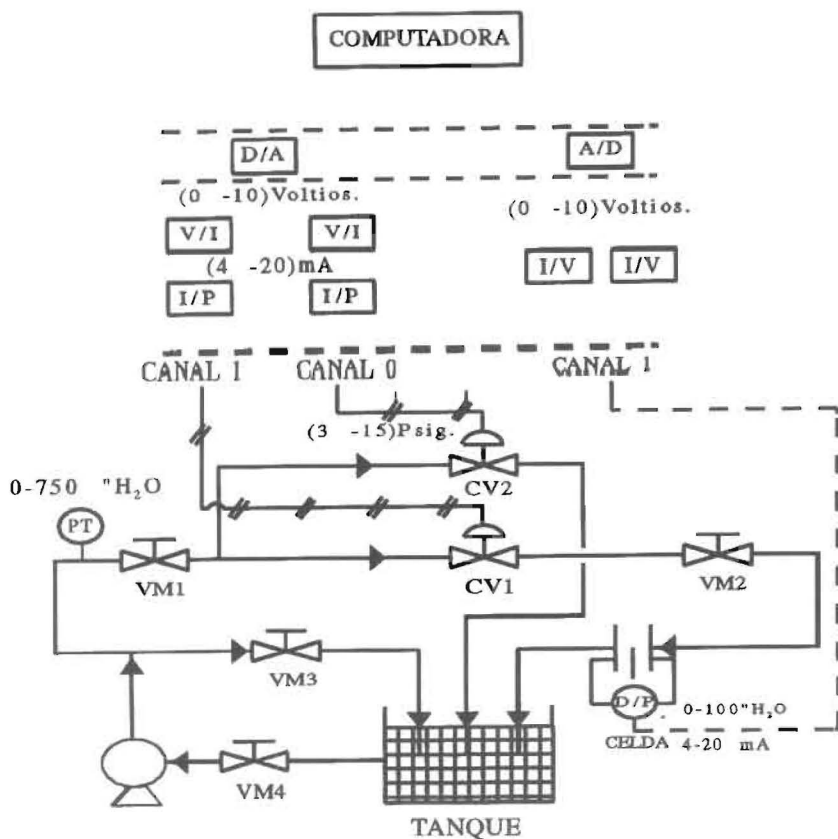 COMPUTADORA
D/A
A/D
(0 -10)Voltios.
(0 -10)Voltios.
V/I
V/I
(4 -20)mA
I/V
I/V
I/P
I/P
CANAL 1
CANAL 0
CANAL 1
(3 -15)Psig.
CV2
0-750 "H₂O
PT
VM1
CV1
VM2
VM3
D/P
0-100"H₂O
CELDA 4-20 mA
VM4
TANQUE